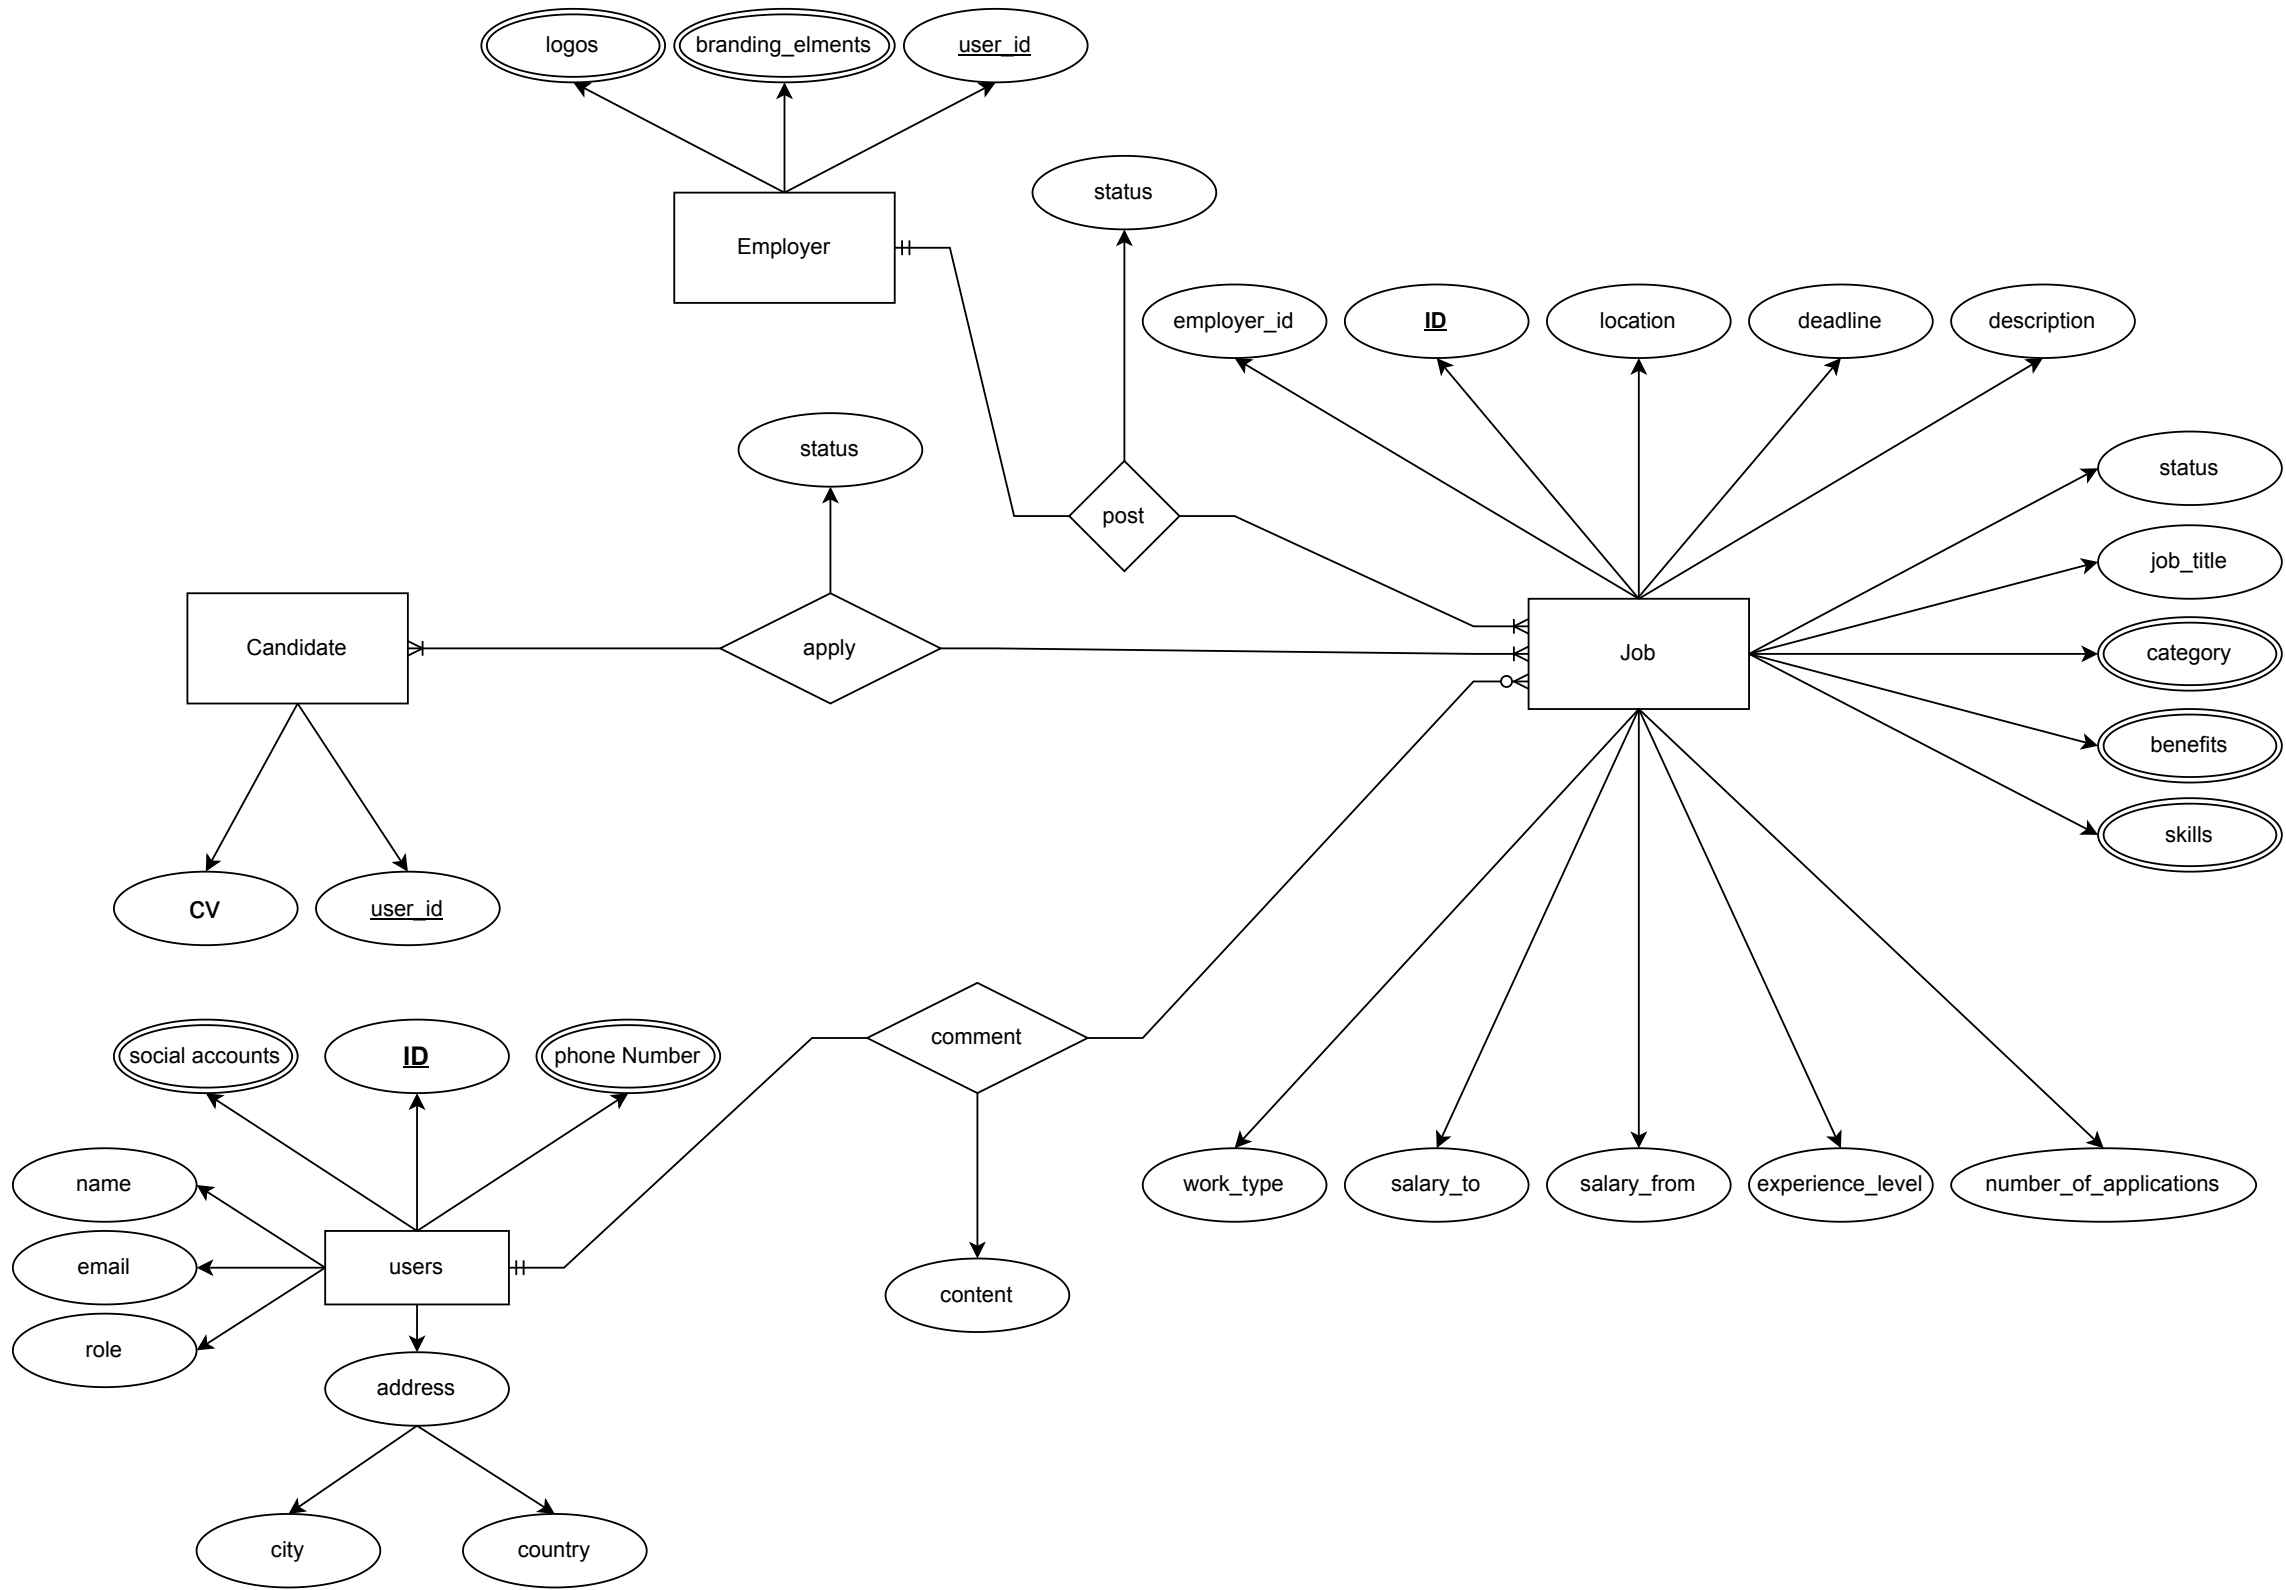 logos
branding_elments
user_id
Employer
status
employer_id
ID
location
deadline
description
status
status
post
job_title
Candidate
apply
Job
category
benefits
skills
CV
user_id
social accounts
ID
phone Number
comment
name
work_type
salary_to
salary_from
experience_level
number_of_applications
email
users
content
role
address
city
country